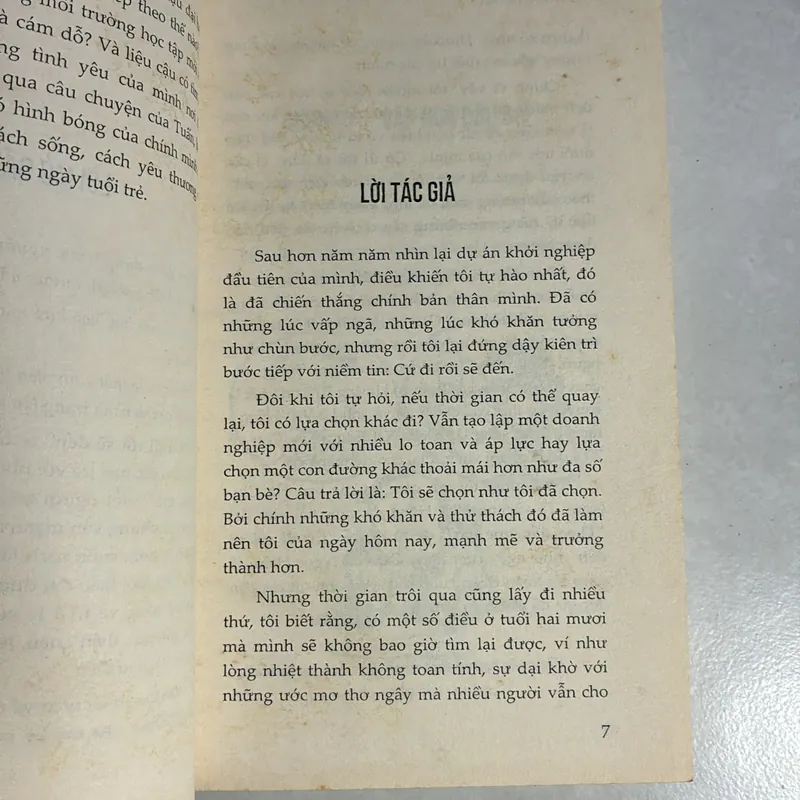 ếp theo thế nào
môi trường học tập mới
à cám dỗ? Và liệu cậu có tìm
ng tình yêu của mình nơi
qua câu chuyện của Tuấn,
ó hình bóng của chính mình
ách sống, cách yêu thương
ững ngày tuổi trẻ.
LỜI TÁC GIẢ
Sau hơn năm năm nhìn lại dự án khởi nghiệp
đầu tiên của mình, điều khiến tôi tự hào nhất, đó
là đã chiến thắng chính bản thân mình. Đã có
những lúc vấp ngã, những lúc khó khăn tưởng
như chùn bước, nhưng rồi tôi lại đứng dậy kiên trì
bước tiếp với niềm tin: Cứ đi rồi sẽ đến.
Đôi khi tôi tự hỏi, nếu thời gian có thể quay
lại, tôi có lựa chọn khác đi? Vẫn tạo lập một doanh
nghiệp mới với nhiều lo toan và áp lực hay lựa
chọn một con đường khác thoải mái hơn như đa số
bạn bè? Câu trả lời là: Tôi sẽ chọn như tôi đã chọn.
Bởi chính những khó khăn và thử thách đó đã làm
nên tôi của ngày hôm nay, mạnh mẽ và trưởng
thành hơn.
Nhưng thời gian trôi qua cũng lấy đi nhiều
thứ, tôi biết rằng, có một số điều ở tuổi hai mươi
mà mình sẽ không bao giờ tìm lại được, ví như
lòng nhiệt thành không toan tính, sự dại khờ với
những ước mơ thơ ngây mà nhiều người vẫn cho
7